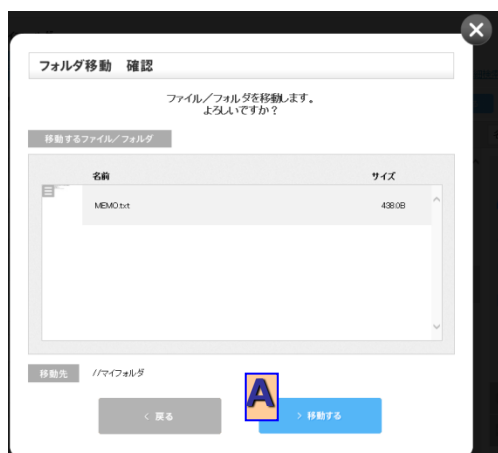 フォルダ移動　確認
ファイル／フォルダを移動します。
よろしいですか？
移動するファイル／フォルダ
名前 サイズ
MEMO.txt 438.0B
移動先 //マイフォルダ
< 戻る A > 移動する